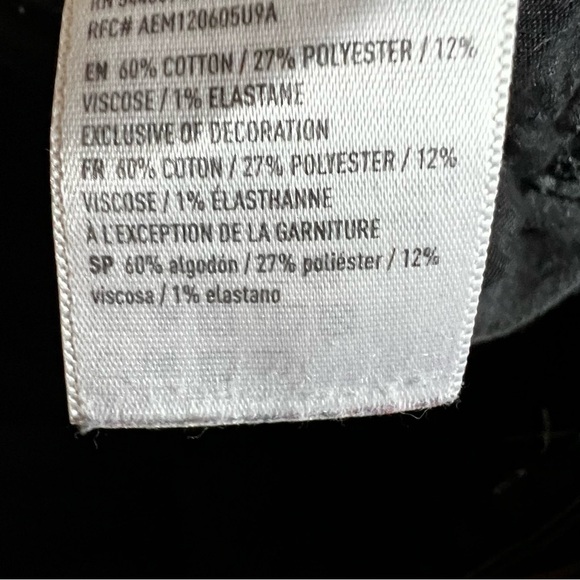 RFC# AEM120605U9A
EN 60% COTTON / 27% POLYESTER / 12%
VISCOSE / 1% ELASTANE
EXCLUSIVE OF DECORATION
FR 60% COTON / 27% POLYESTER / 12%
VISCOSE / 1% ÉLASTHANNE
À L'EXCEPTION DE LA GARNITURE
SP 60% algodón / 27% poliéster / 12%
viscosa / 1% elastano